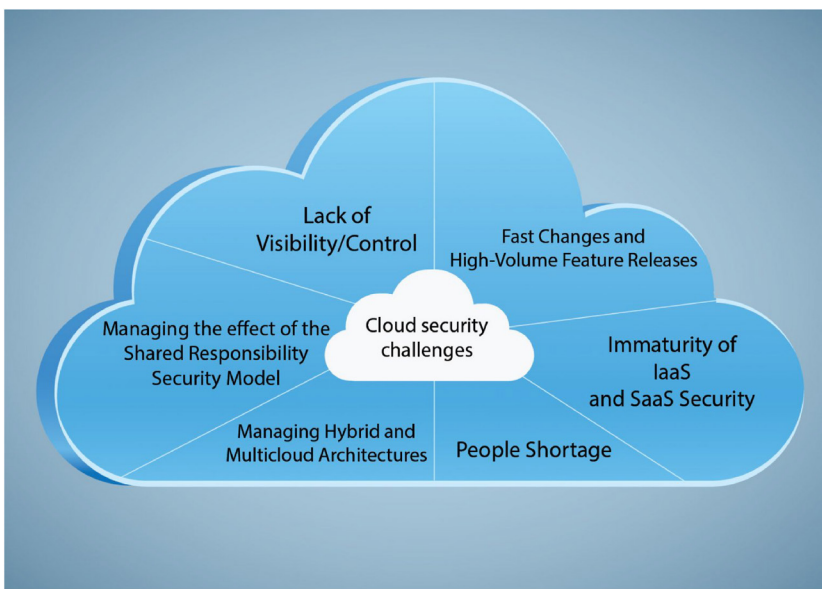 Lack of
Visibility/Control
Fast Changes and
High-Volume Feature Releases
Cloud security
challenges
Managing the effect of the
Shared Responsibility
Security Model
Immaturity of
IaaS
and SaaS Security
Managing Hybrid and
Multicloud Architectures
People Shortage